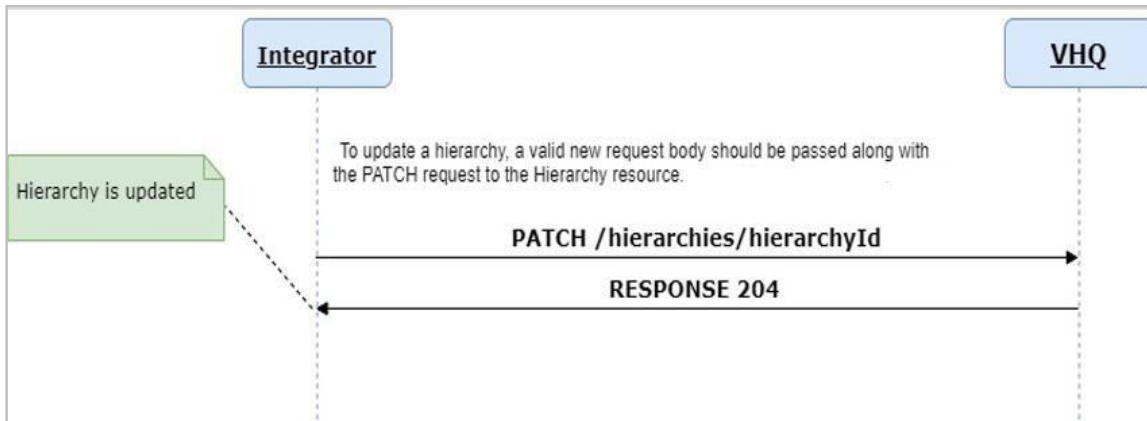 Integrator
VHQ
To update a hierarchy, a valid new request body should be passed along with
the PATCH request to the Hierarchy resource.
Hierarchy is updated
PATCH /hierarchies/hierarchyId
RESPONSE 204